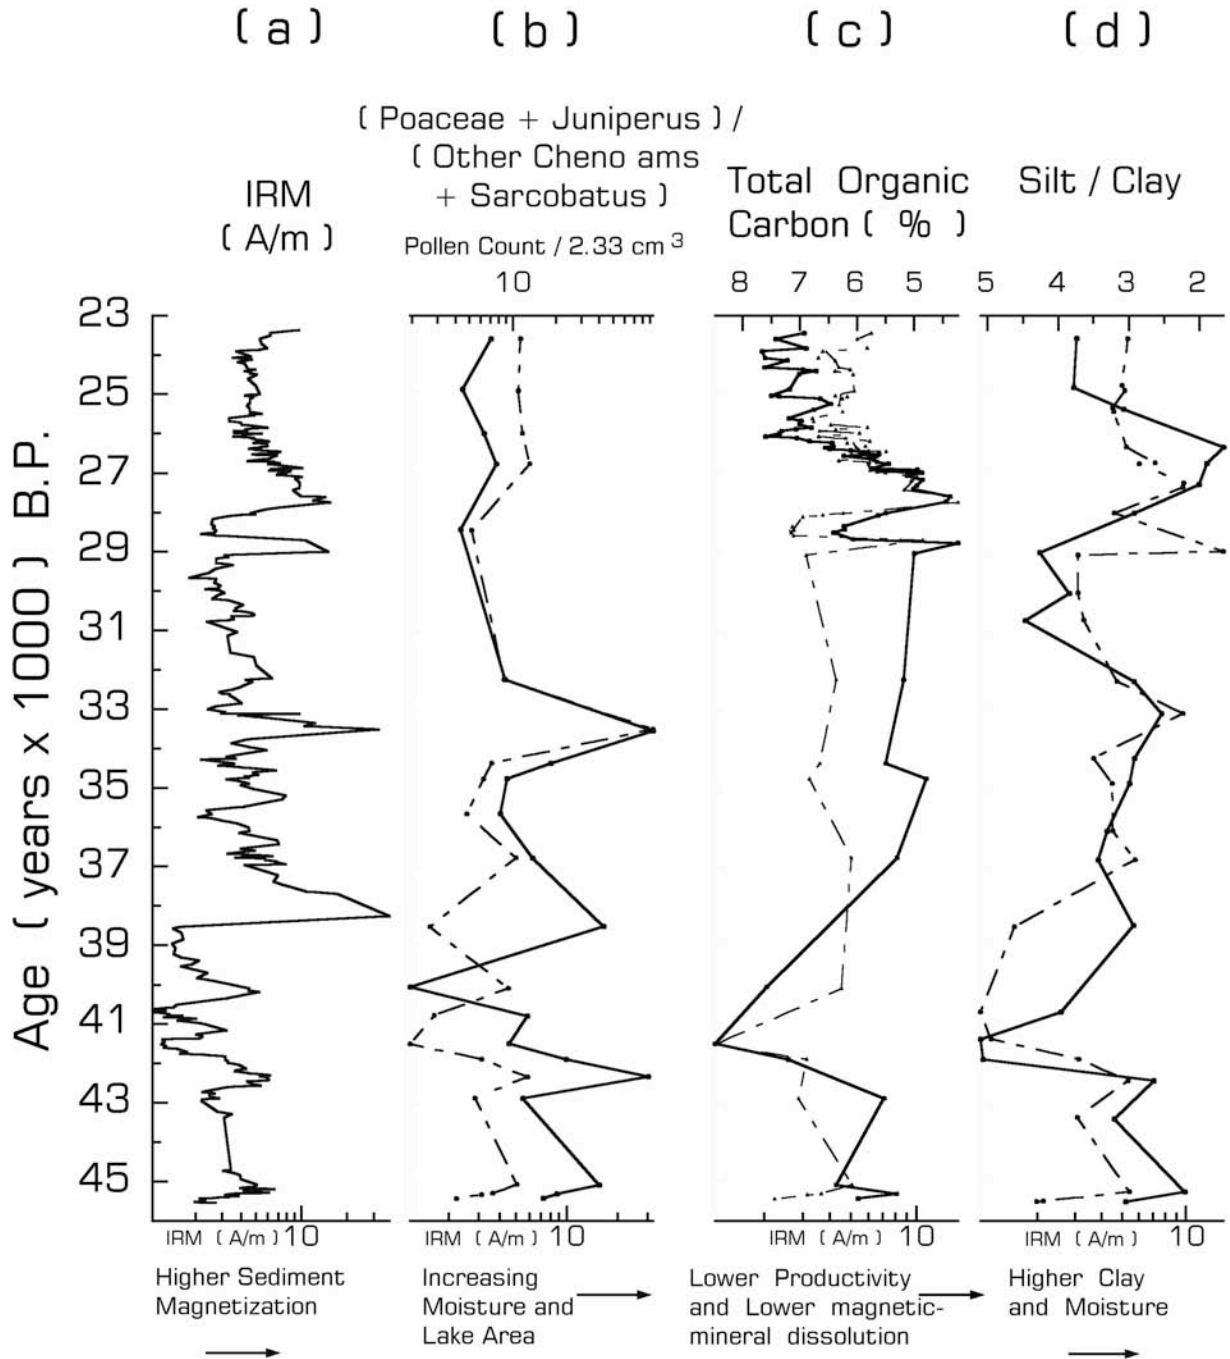 (a) (b) (c) (d)
IRM
( A/m )
( Poaceae + Juniperus ) /
( Other Cheno ams
+ Sarcobatus )
Pollen Count / 2.33 cm 3
10
Total Organic
Carbon ( % )
8 7 6 5
Silt / Clay
5 4 3 2
Age ( years x 1000 ) B.P.
23
25
27
29
31
33
35
37
39
41
43
45
IRM ( A/m ) 10
IRM ( A/m ) 10
IRM ( A/m ) 10
IRM ( A/m ) 10
Higher Sediment
Magnetization
Increasing
Moisture and
Lake Area
Lower Productivity
and Lower magnetic-
mineral dissolution
Higher Clay
and Moisture